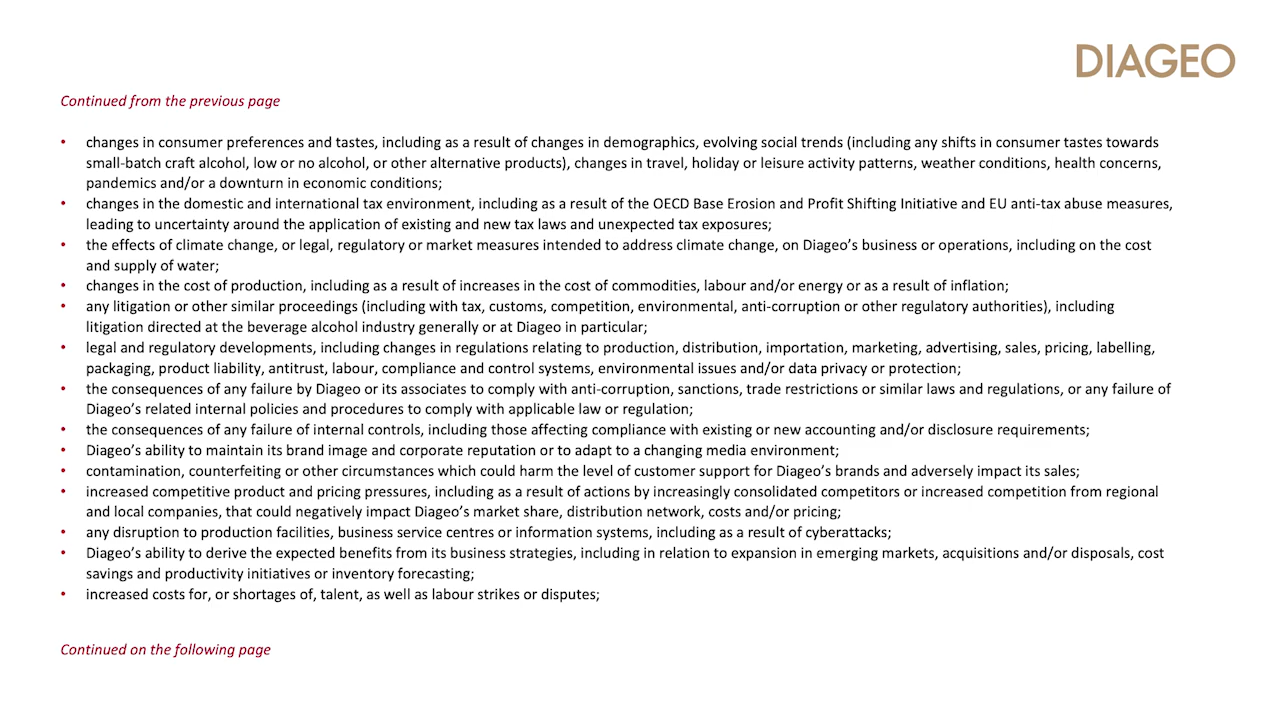 DIAGEO
Continued from the previous page
• changes in consumer preferences and tastes, including as a result of changes in demographics, evolving social trends (including any shifts in consumer tastes towards
small-batch craft alcohol, low or no alcohol, or other alternative products), changes in travel, holiday or leisure activity patterns, weather conditions, health concerns,
pandemics and/or a downturn in economic conditions;
• changes in the domestic and international tax environment, including as a result of the OECD Base Erosion and Profit Shifting Initiative and EU anti-tax abuse measures,
leading to uncertainty around the application of existing and new tax laws and unexpected tax exposures;
• the effects of climate change, or legal, regulatory or market measures intended to address climate change, on Diageo’s business or operations, including on the cost
and supply of water;
• changes in the cost of production, including as a result of increases in the cost of commodities, labour and/or energy or as a result of inflation;
• any litigation or other similar proceedings (including with tax, customs, competition, environmental, anti-corruption or other regulatory authorities), including
litigation directed at the beverage alcohol industry generally or at Diageo in particular;
• legal and regulatory developments, including changes in regulations relating to production, distribution, importation, marketing, advertising, sales, pricing, labelling,
packaging, product liability, antitrust, labour, compliance and control systems, environmental issues and/or data privacy or protection;
• the consequences of any failure by Diageo or its associates to comply with anti-corruption, sanctions, trade restrictions or similar laws and regulations, or any failure of
Diageo’s related internal policies and procedures to comply with applicable law or regulation;
• the consequences of any failure of internal controls, including those affecting compliance with existing or new accounting and/or disclosure requirements;
• Diageo’s ability to maintain its brand image and corporate reputation or to adapt to a changing media environment;
• contamination, counterfeiting or other circumstances which could harm the level of customer support for Diageo’s brands and adversely impact its sales;
• increased competitive product and pricing pressures, including as a result of actions by increasingly consolidated competitors or increased competition from regional
and local companies, that could negatively impact Diageo’s market share, distribution network, costs and/or pricing;
• any disruption to production facilities, business service centres or information systems, including as a result of cyberattacks;
• Diageo’s ability to derive the expected benefits from its business strategies, including in relation to expansion in emerging markets, acquisitions and/or disposals, cost
savings and productivity initiatives or inventory forecasting;
• increased costs for, or shortages of, talent, as well as labour strikes or disputes;
Continued on the following page